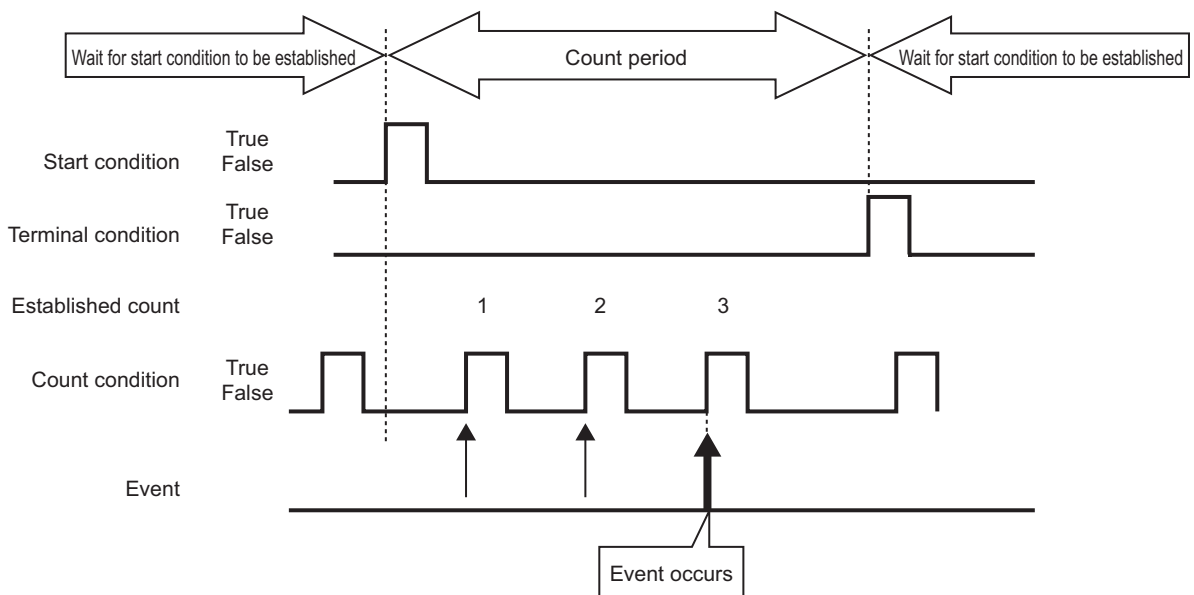 Wait for start condition to be established
Count period
Wait for start condition to be established
Start condition
True
False
Terminal condition
True
False
Established count
1
2
3
Count condition
True
False
Event
Event occurs